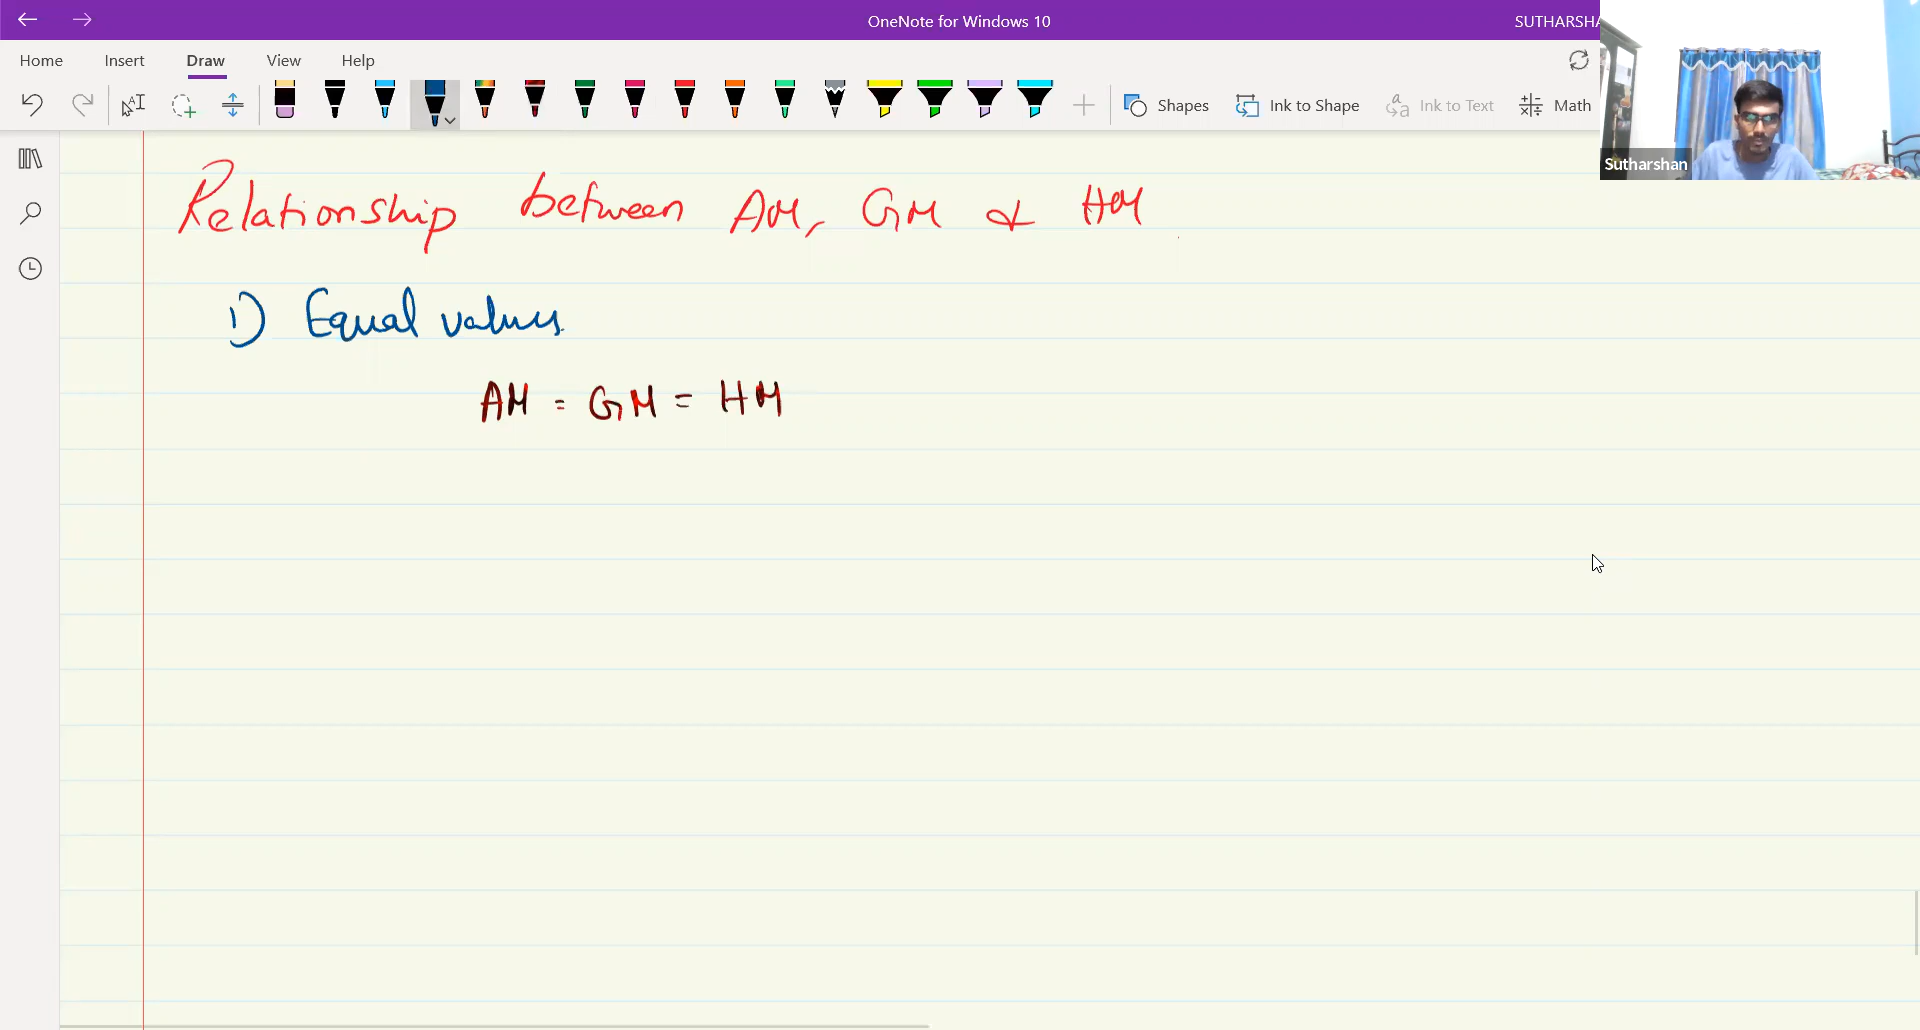 OneNote for Windows 10
SUTHARSHA
Home Insert Draw View Help
Shapes Ink to Shape Ink to Text Math
Sutharshan
Relationship between AM, GM & HM
1) Equal values
AM = GM = HM